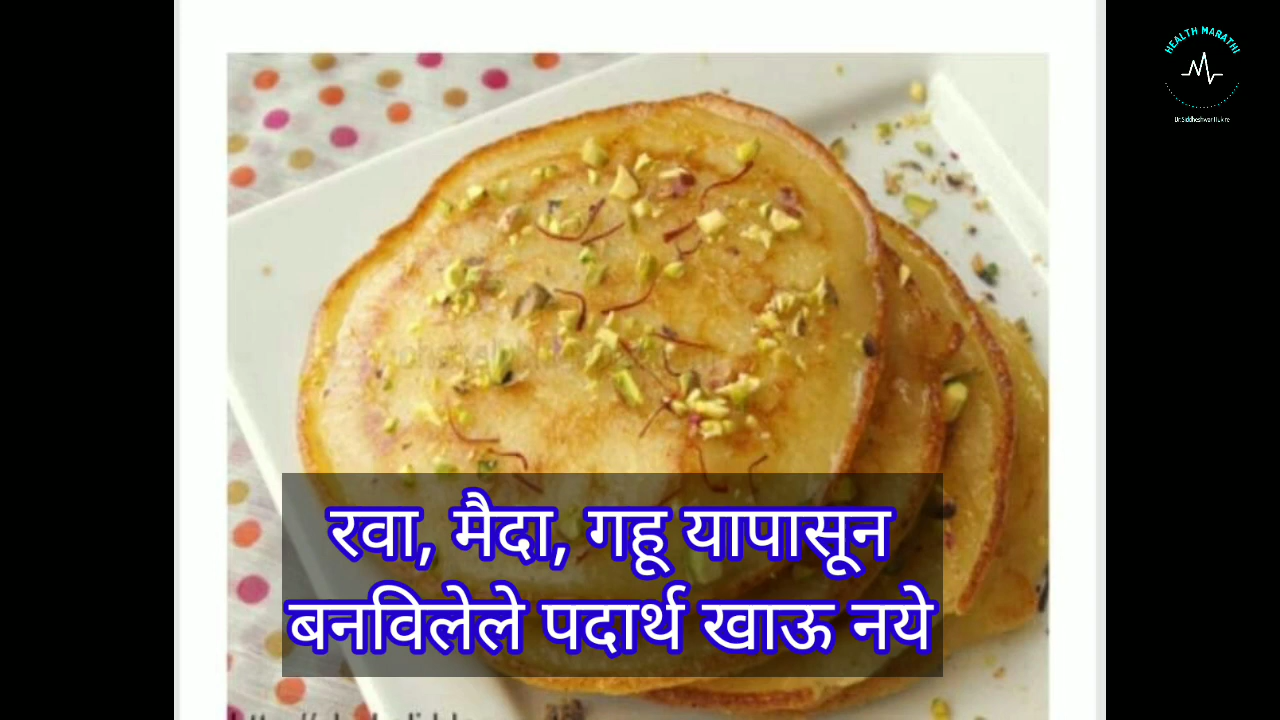 HEALTH MARATHI
रवा, मैदा, गहू यापासून
बनविलेले पदार्थ खाऊ नये